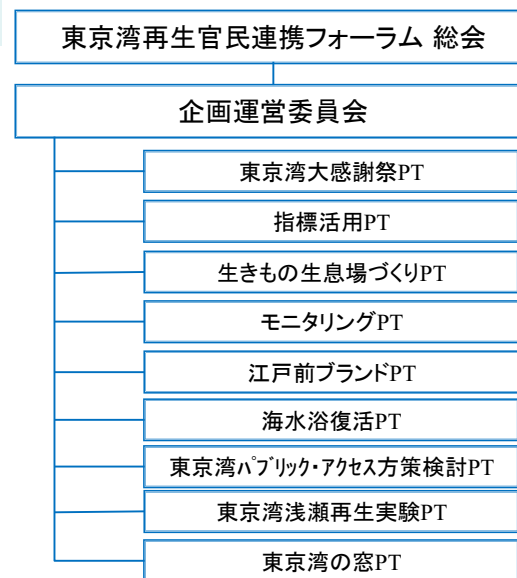 東京湾再生官民連携フォーラム 総会
企画運営委員会
東京湾大感謝祭PT
指標活用PT
生きもの生息場づくりPT
モニタリングPT
江戸前ブランドPT
海水浴復活PT
東京湾ﾊﾟﾌﾞﾘｯｸ・アクセス方策検討PT
東京湾浅瀬再生実験PT
東京湾の窓PT